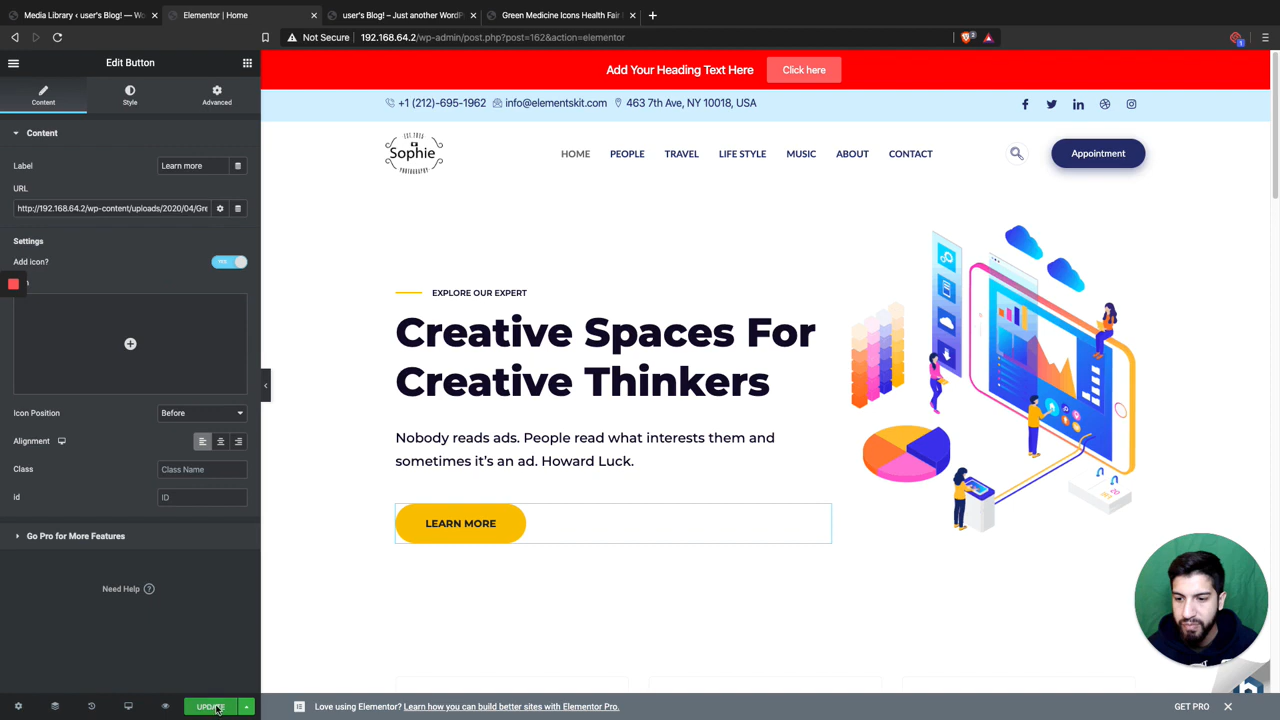 Media Library ‹ user's Blog! — Wo
Elementor | Home
user's Blog! – Just another WordP
Green Medicine Icons Health Fair
Not Secure
192.168.64.2/wp-admin/post.php?post=162&action=elementor
2
1
Edit Button
Content
Style
Advanced
Content
Label
Learn more
URL
http://192.168.64.2/wp-content/uploads/2020/04/Gre
Settings
Add icon?
YES
Icon Position
Before
Alignment
Class
Class Name
id
ID
Go Pro for More Features
Need Help
UPDATE
Add Your Heading Text Here
Click here
+1 (212)-695-1962
info@elementskit.com
463 7th Ave, NY 10018, USA
Sophie
HOME
PEOPLE
TRAVEL
LIFE STYLE
MUSIC
ABOUT
CONTACT
Appointment
EXPLORE OUR EXPERT
Creative Spaces For
Creative Thinkers
Nobody reads ads. People read what interests them and
sometimes it's an ad. Howard Luck.
LEARN MORE
Love using Elementor? Learn how you can build better sites with Elementor Pro.
GET PRO